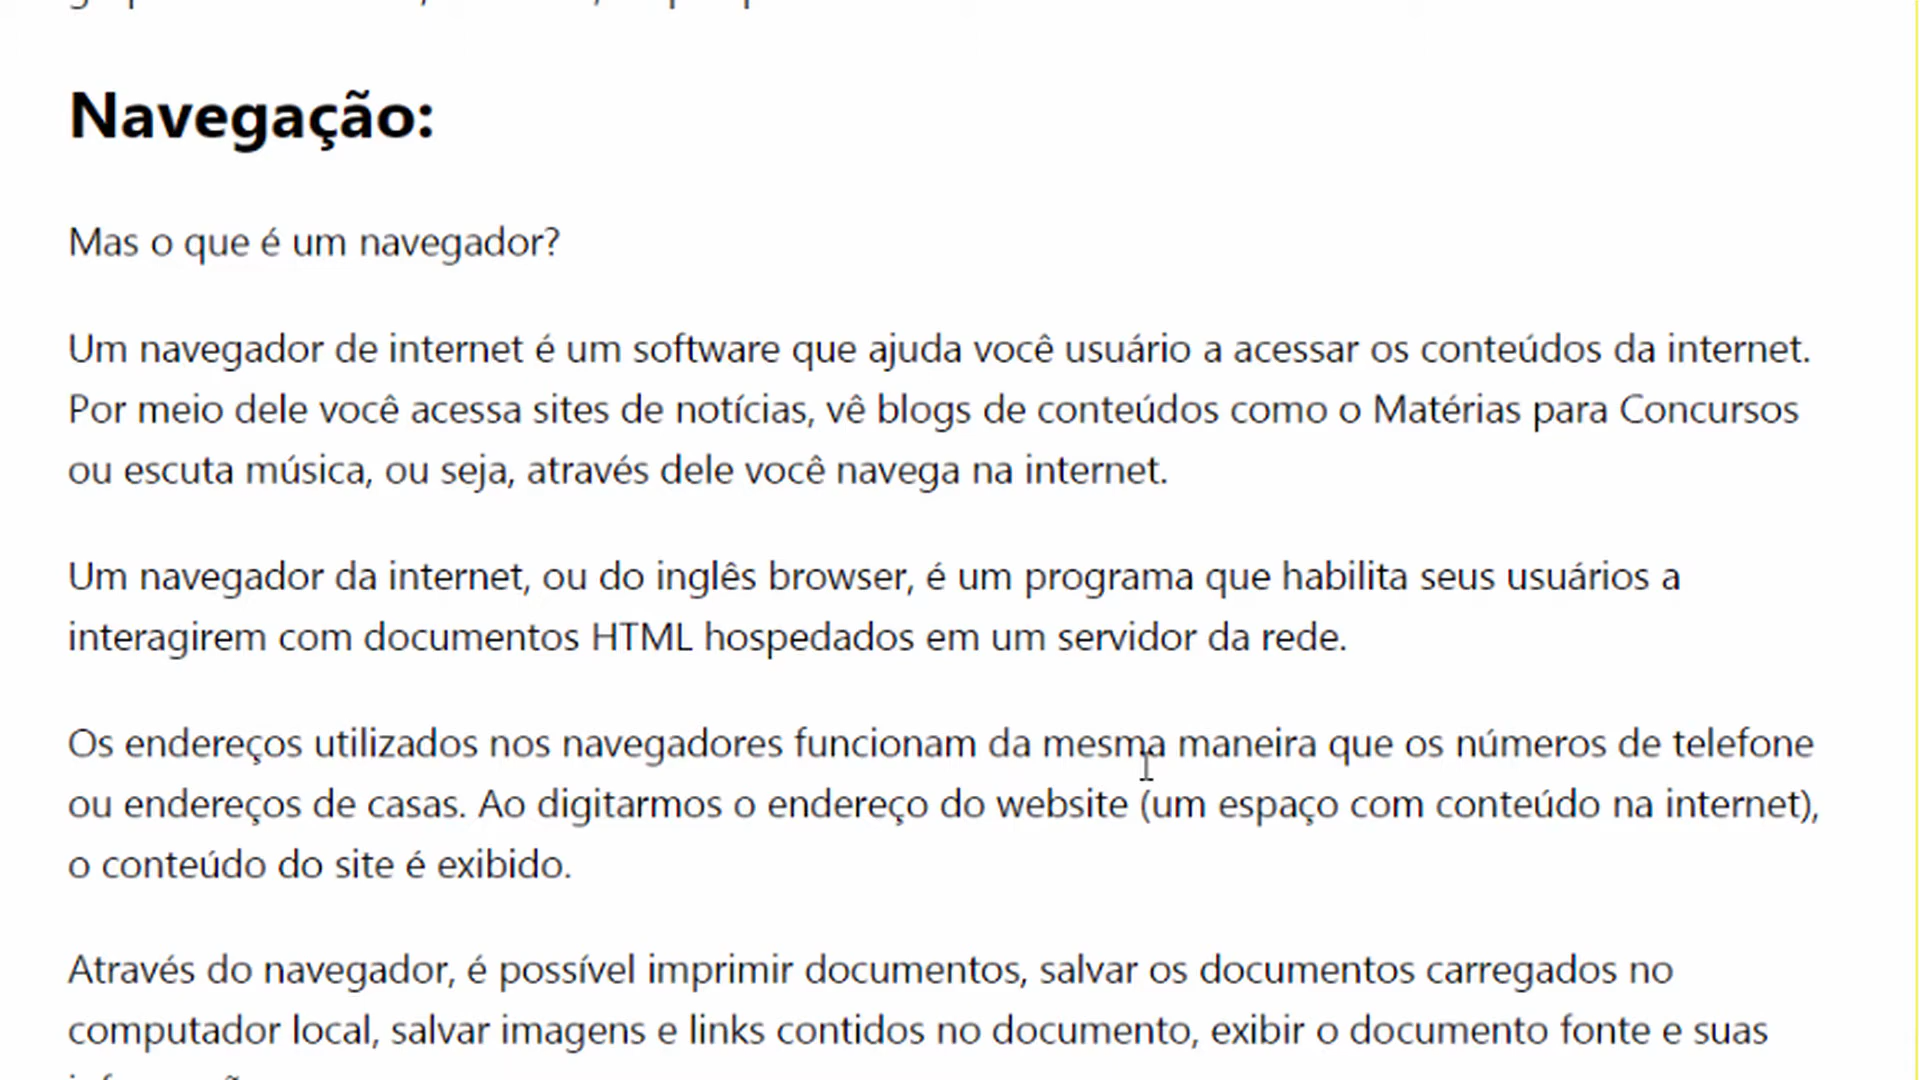 Navegação:
Mas o que é um navegador?
Um navegador de internet é um software que ajuda você usuário a acessar os conteúdos da internet.
Por meio dele você acessa sites de notícias, vê blogs de conteúdos como o Matérias para Concursos
ou escuta música, ou seja, através dele você navega na internet.
Um navegador da internet, ou do inglês browser, é um programa que habilita seus usuários a
interagirem com documentos HTML hospedados em um servidor da rede.
Os endereços utilizados nos navegadores funcionam da mesma maneira que os números de telefone
ou endereços de casas. Ao digitarmos o endereço do website (um espaço com conteúdo na internet),
o conteúdo do site é exibido.
Através do navegador, é possível imprimir documentos, salvar os documentos carregados no
computador local, salvar imagens e links contidos no documento, exibir o documento fonte e suas